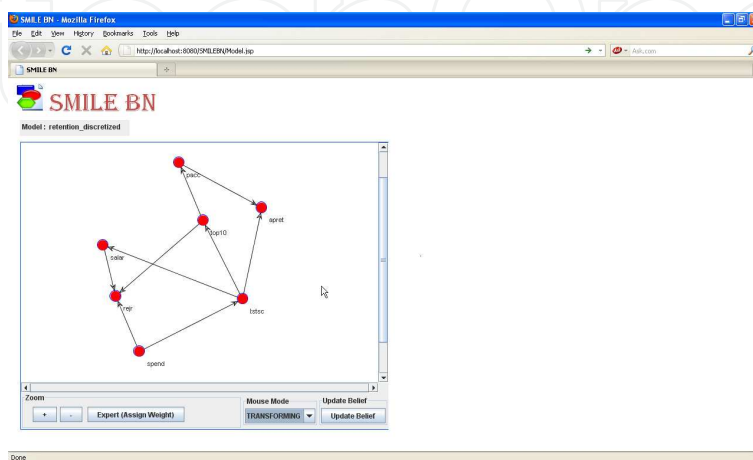 SMILE BN - Mozilla Firefox
File Edit View History Bookmarks Tools Help
http://localhost:8080/SMILEBN/Model.jsp
Ask.com
SMILE BN
SMILE BN
Model : retention_discretized
pacc
apret
top10
salar
rejr
tstsc
spend
Zoom
Mouse Mode
Update Belief
+ - Expert (Assign Weight) TRANSFORMING Update Belief
Done